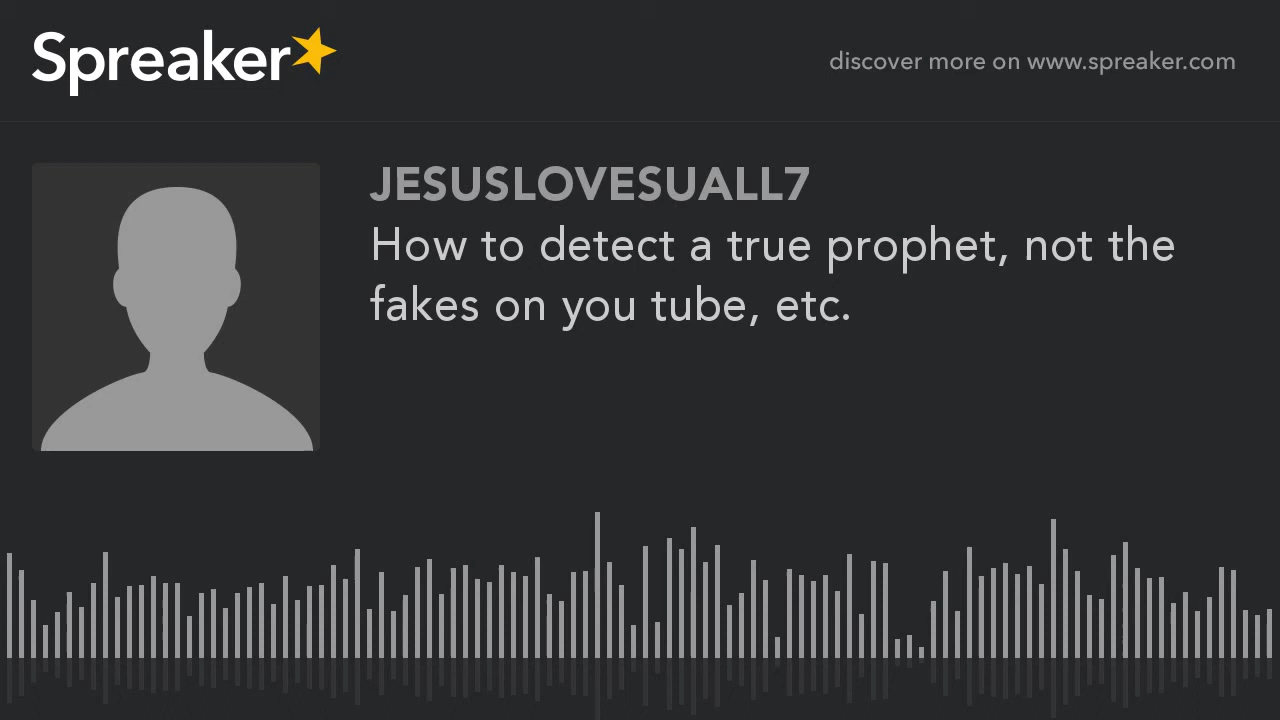 Spreaker
discover more on www.spreaker.com
JESUSLOVESUALL7
How to detect a true prophet, not the
fakes on you tube, etc.